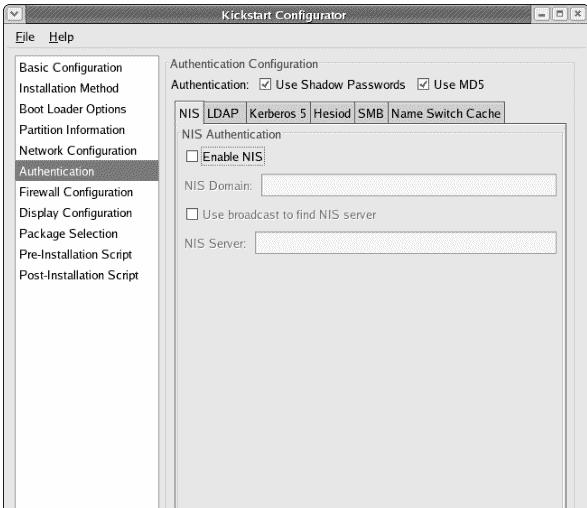 Kickstart Configurator
File Help
Basic Configuration
Installation Method
Boot Loader Options
Partition Information
Network Configuration
Authentication
Firewall Configuration
Display Configuration
Package Selection
Pre-Installation Script
Post-Installation Script
Authentication Configuration
Authentication: Use Shadow Passwords Use MD5
NIS LDAP Kerberos 5 Hesiod SMB Name Switch Cache
NIS Authentication
Enable NIS
NIS Domain:
Use broadcast to find NIS server
NIS Server: